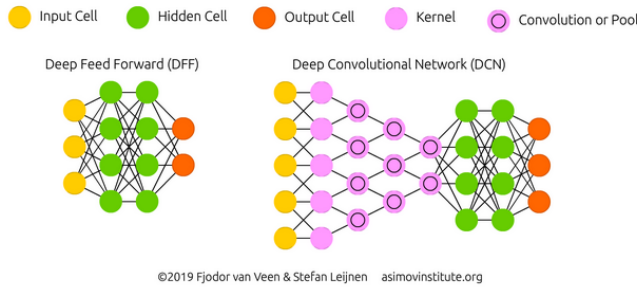 Input Cell Hidden Cell Output Cell Kernel Convolution or Pool
Deep Feed Forward (DFF) Deep Convolutional Network (DCN)
©2019 Fjodor van Veen & Stefan Leijnen asimovinstitute.org